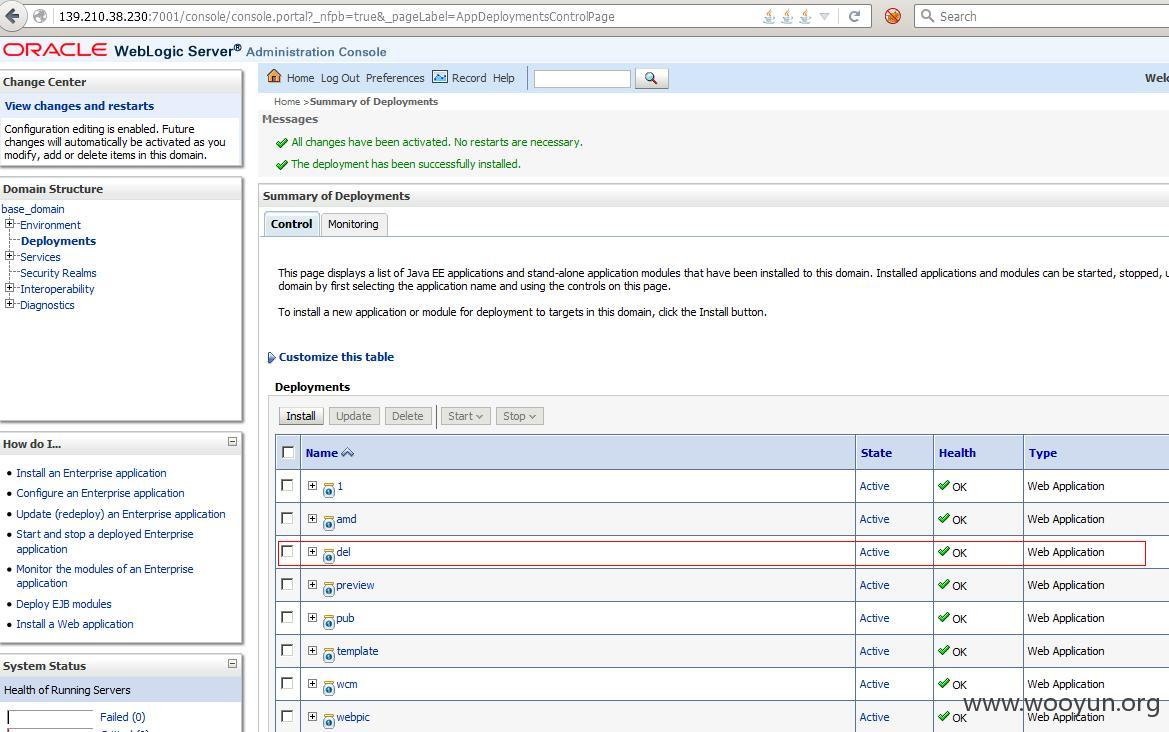 139.210.38.230:7001/console/console.portal?_nfpb=true&_pageLabel=AppDeploymentsControlPage
Search
ORACLE WebLogic Server® Administration Console
Change Center
View changes and restarts
Configuration editing is enabled. Future
changes will automatically be activated as you
modify, add or delete items in this domain.
Domain Structure
base_domain
Environment
Deployments
Services
Security Realms
Interoperability
Diagnostics
How do I...
Install an Enterprise application
Configure an Enterprise application
Update (redeploy) an Enterprise application
Start and stop a deployed Enterprise
application
Monitor the modules of an Enterprise
application
Deploy EJB modules
Install a Web application
System Status
Health of Running Servers
Failed (0)
Home Log Out Preferences Record Help
Wel
Home >Summary of Deployments
Messages
All changes have been activated. No restarts are necessary.
The deployment has been successfully installed.
Summary of Deployments
Control Monitoring
This page displays a list of Java EE applications and stand-alone application modules that have been installed to this domain. Installed applications and modules can be started, stopped, u
domain by first selecting the application name and using the controls on this page.
To install a new application or module for deployment to targets in this domain, click the Install button.
Customize this table
Deployments
Install Update Delete Start Stop
Name State Health Type
1 Active OK Web Application
amd Active OK Web Application
del Active OK Web Application
preview Active OK Web Application
pub Active OK Web Application
template Active OK Web Application
wcm Active OK Web Application
webpic Active OK Web Application
www.wooyun.org